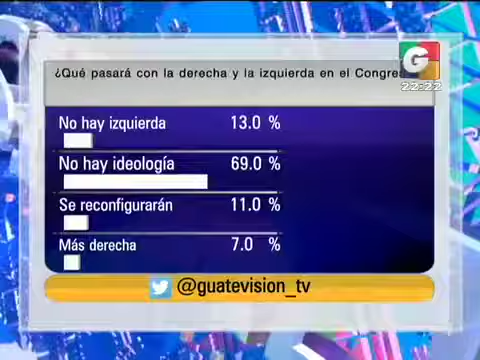 ¿Qué pasará con la derecha y la izquierda en el Congre
G
22:22
No hay izquierda 13.0 %
No hay ideología 69.0 %
Se reconfigurarán 11.0 %
Más derecha 7.0 %
@guatevision_tv